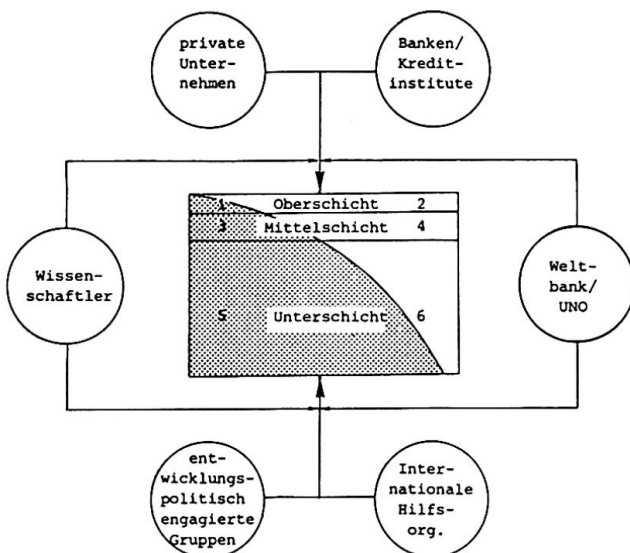 private
Unter-
nehmen
Banken/
Kredit-
institute
1 Oberschicht 2
3 Mittelschicht 4
Wissen-
schaftler
Welt-
bank/
UNO
5 Unterschicht 6
ent-
wicklungs-
politisch
engagierte
Gruppen
Inter-
nationale
Hilfs-
org.